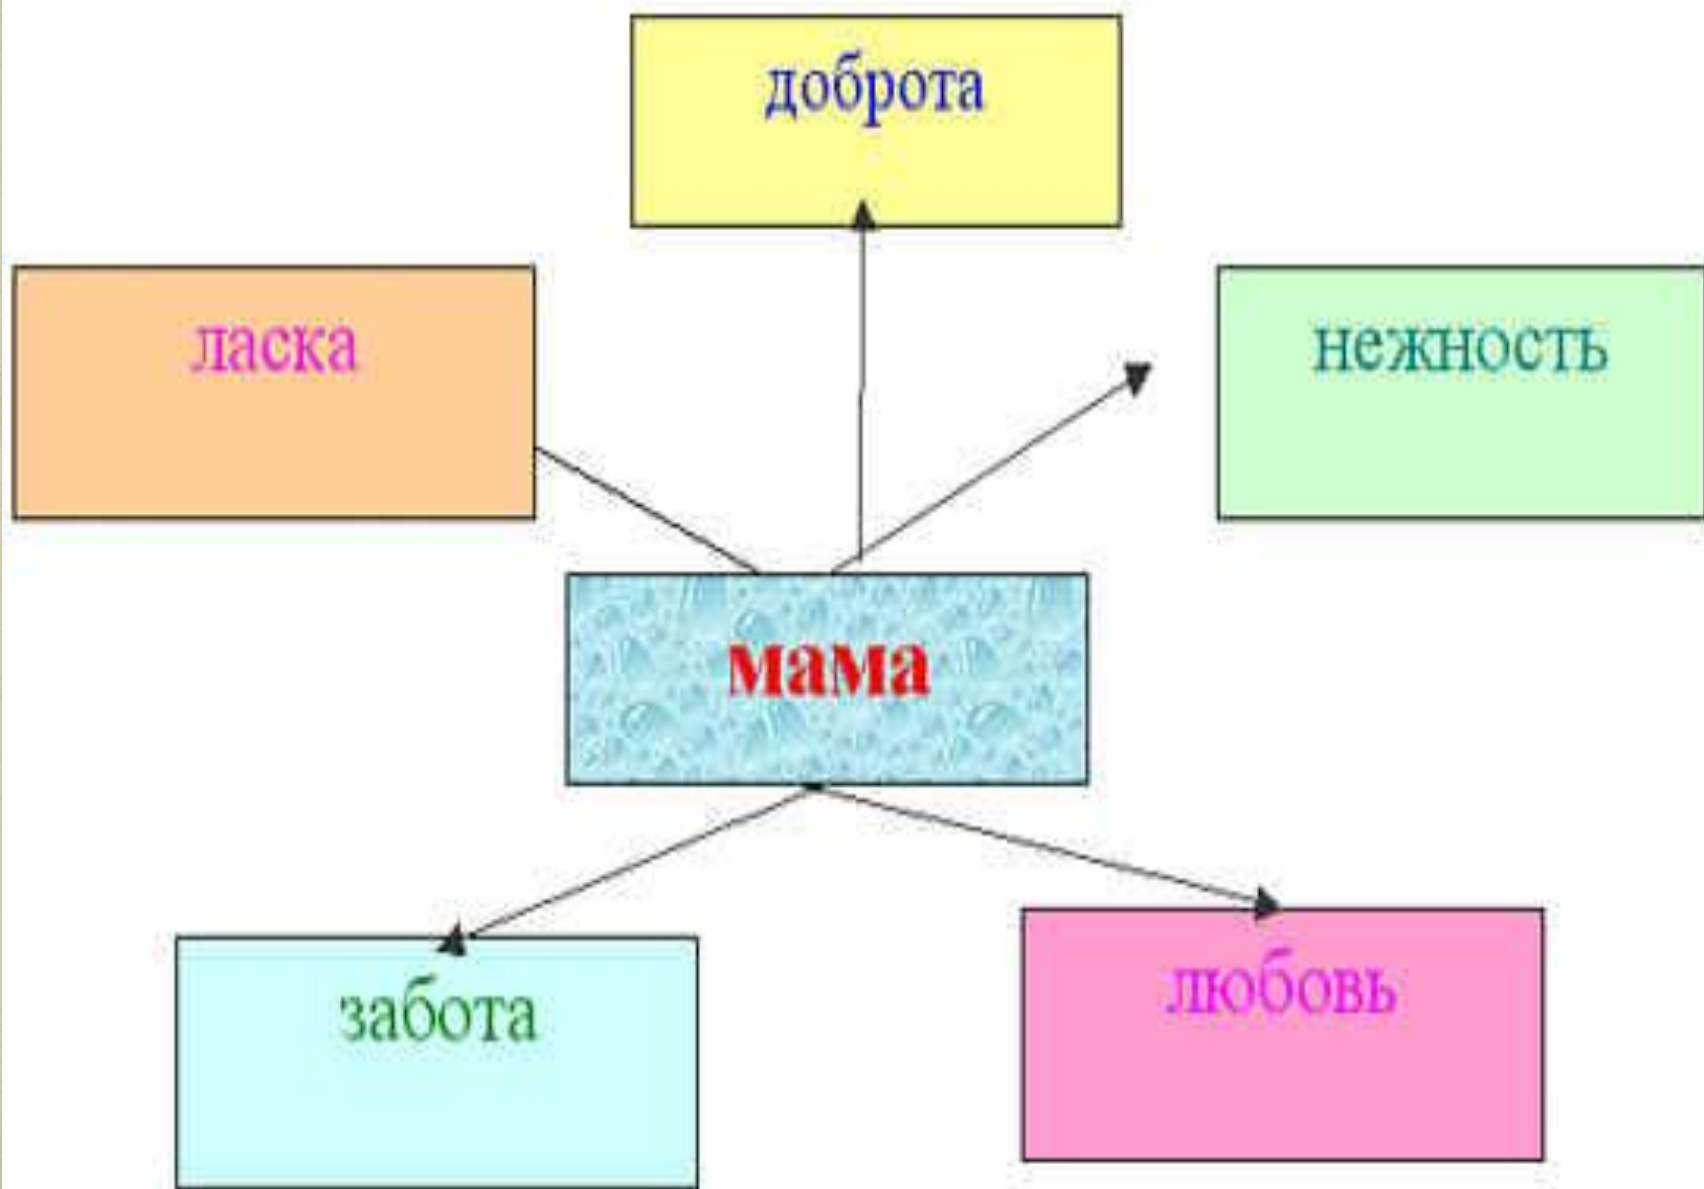 доброта
ласка
нежность
мама
забота
любовь